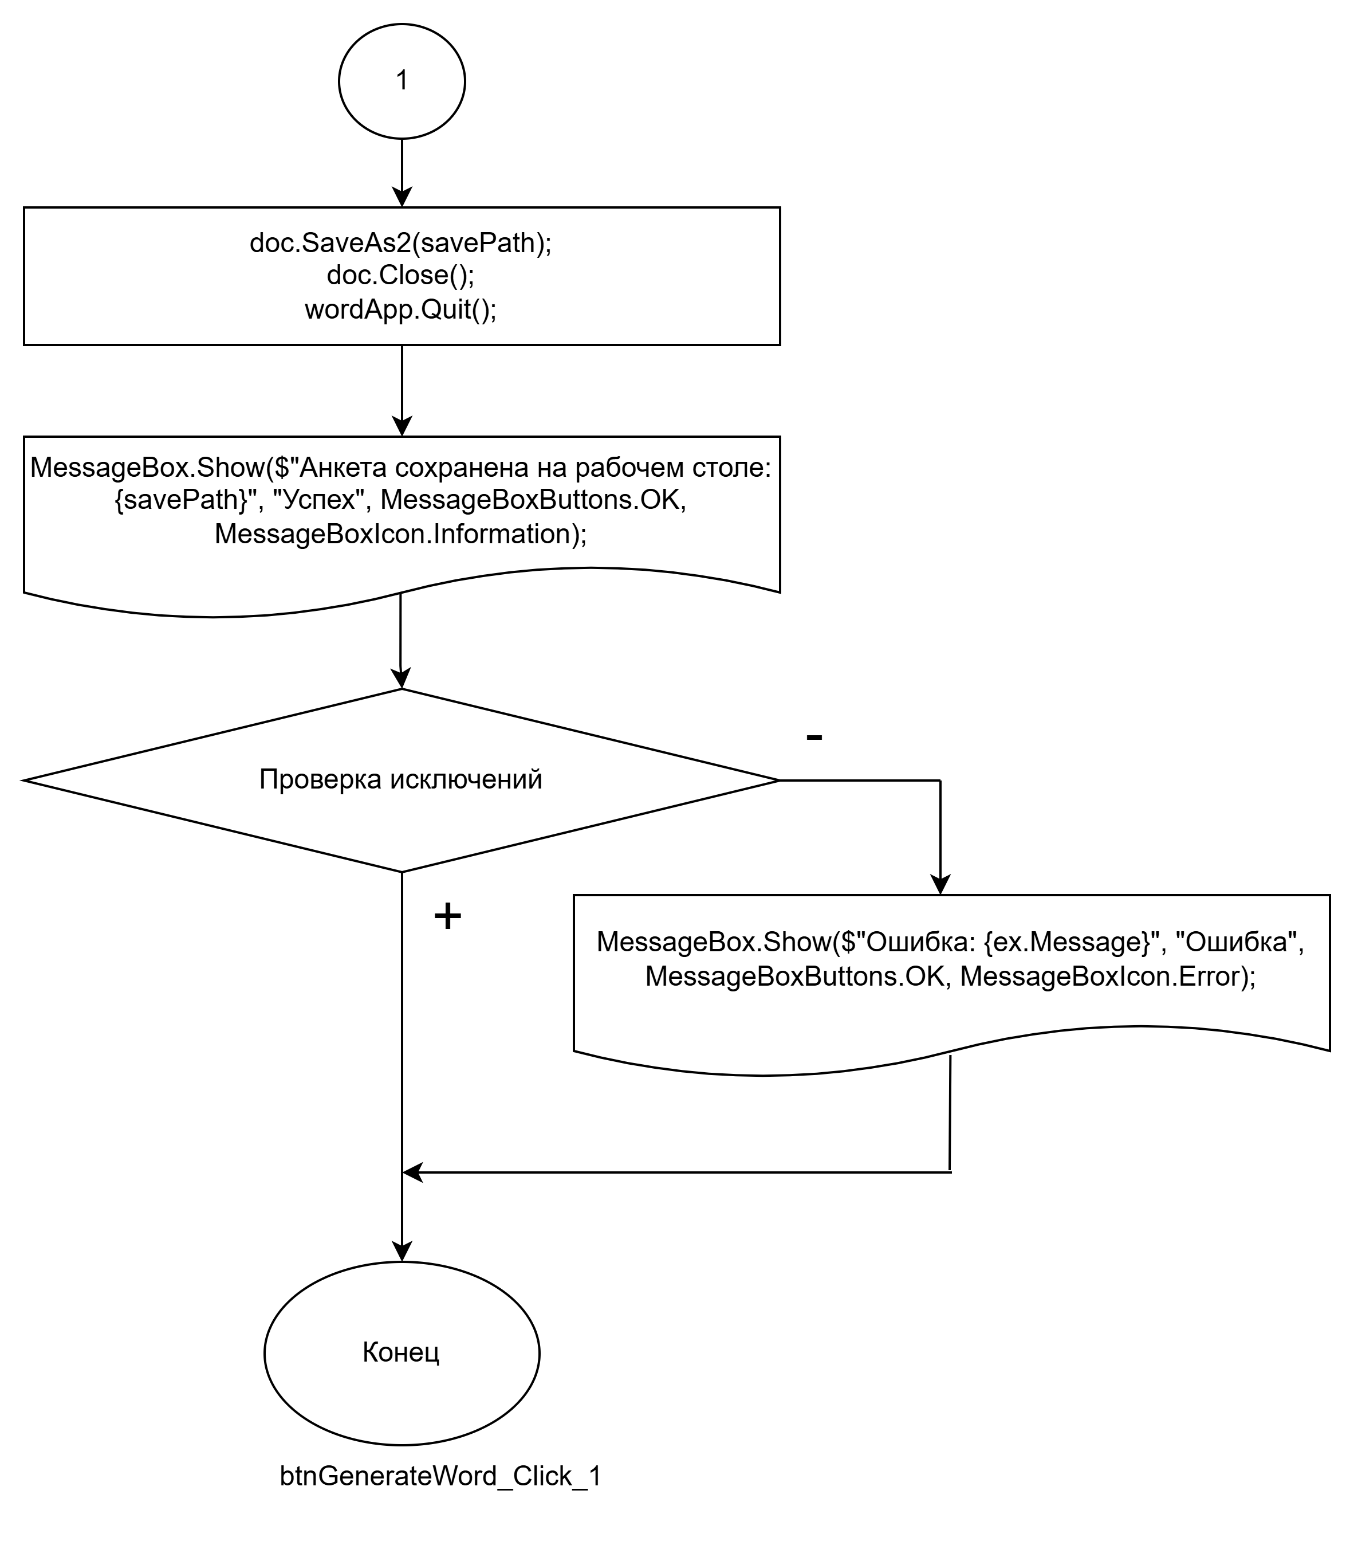 1
doc.SaveAs2(savePath);
doc.Close();
wordApp.Quit();
MessageBox.Show($"Анкета сохранена на рабочем столе:
{savePath}", "Успех", MessageBoxButtons.OK,
MessageBoxIcon.Information);
Проверка исключений
-
+
MessageBox.Show($"Ошибка: {ex.Message}", "Ошибка",
MessageBoxButtons.OK, MessageBoxIcon.Error);
Конец
btnGenerateWord_Click_1